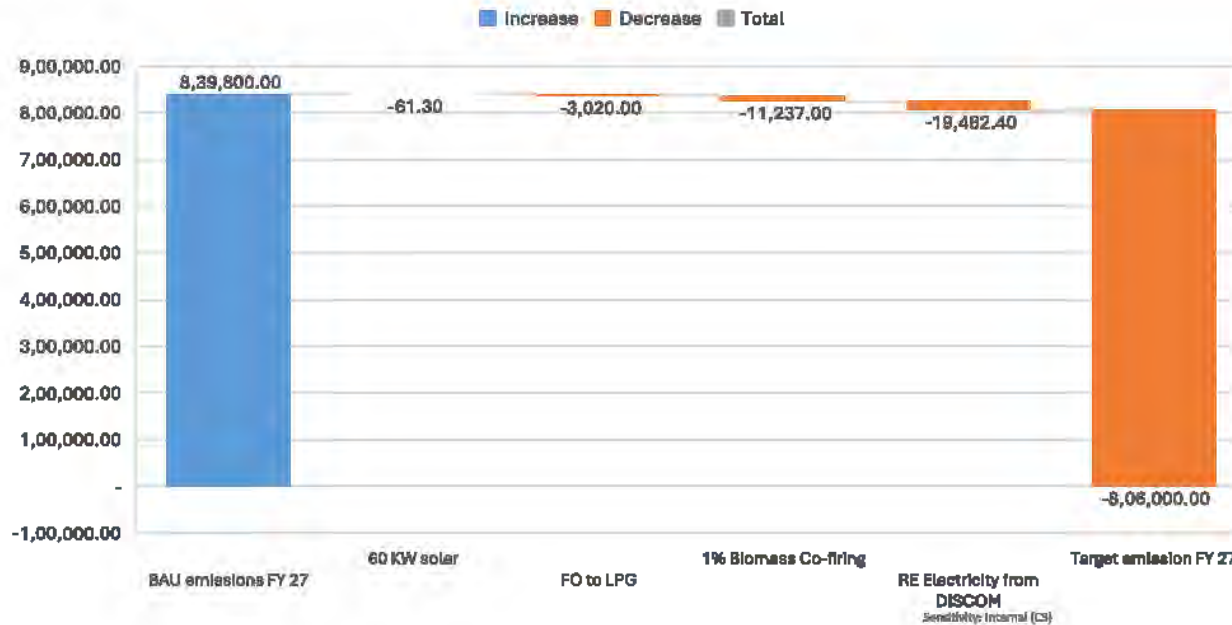 Increase Decrease Total
9,00,000.00
8,00,000.00
7,00,000.00
6,00,000.00
5,00,000.00
4,00,000.00
3,00,000.00
2,00,000.00
1,00,000.00
-
-1,00,000.00
8,39,800.00
-61.30
-3,020.00
-11,237.00
-19,482.40
-8,06,000.00
BAU emissions FY 27
60 KW solar
FO to LPG
1% Biomass Co-firing
RE Electricity from
DISCOM
Target emission FY 27
Sensitivity: Internal (C3)